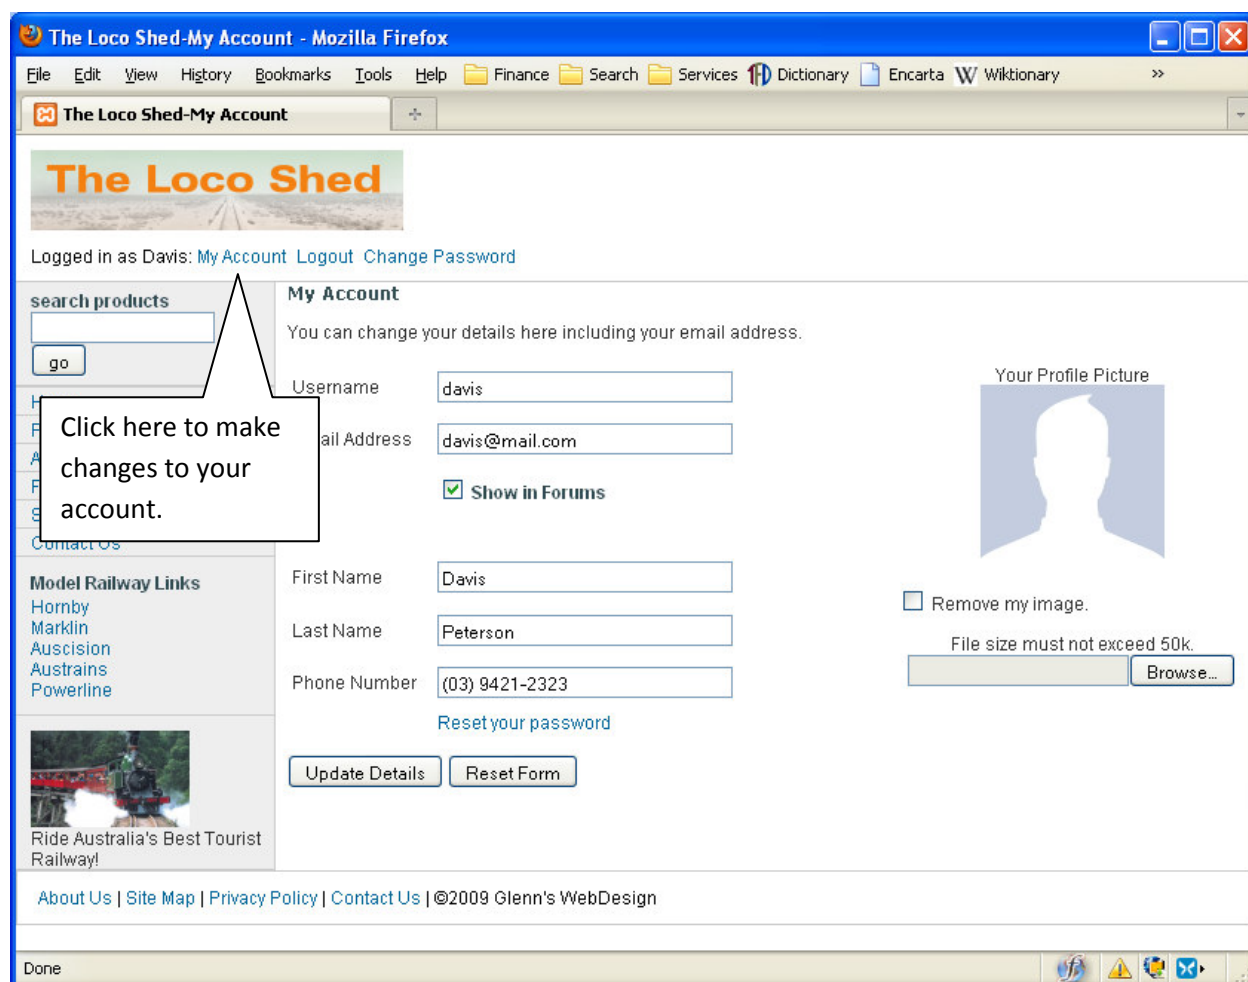 The Loco Shed-My Account - Mozilla Firefox
File Edit View History Bookmarks Tools Help Finance Search Services Dictionary Encarta W Wiktionary »
The Loco Shed-My Account
The Loco Shed
Logged in as Davis: My Account Logout Change Password
search products
go
My Account
You can change your details here including your email address.
Username davis
Address davis@mail.com
Show in Forums
Click here to make
changes to your
account.
Contact Us
First Name Davis
Last Name Peterson
Phone Number (03) 9421-2323
Reset your password
Update Details Reset Form
Your Profile Picture
Remove my image.
File size must not exceed 50k.
Browse...
Model Railway Links
Hornby
Marklin
Auscision
Austrains
Powerline
Ride Australia's Best Tourist
Railway!
About Us | Site Map | Privacy Policy | Contact Us | ©2009 Glenn's WebDesign
Done